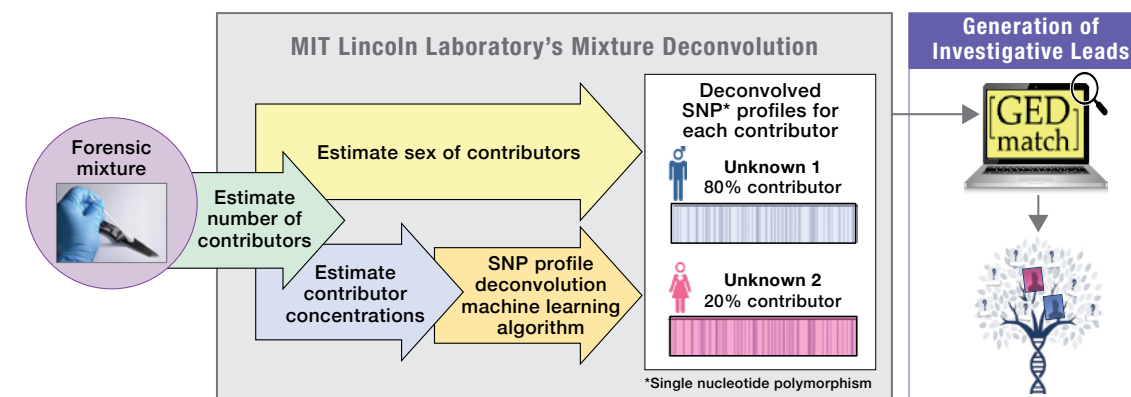 MIT Lincoln Laboratory's Mixture Deconvolution
Generation of
Investigative Leads
Forensic
mixture
Estimate
number of
contributors
Estimate sex of contributors
Estimate
contributor
concentrations
SNP profile
deconvolution
machine learning
algorithm
Deconvolved
SNP* profiles for
each contributor
Unknown 1
80% contributor
Unknown 2
20% contributor
*Single nucleotide polymorphism
[GED
match]
?
?
?
?
?
?